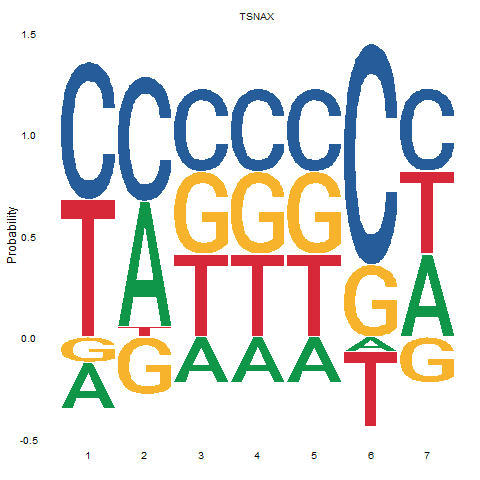 TSNAX
1.5
1.0
0.5
0.0
-0.5
Probability
C C C C C C C
T A G G G G T
G T T T T A A
A G A A A T G
1 2 3 4 5 6 7